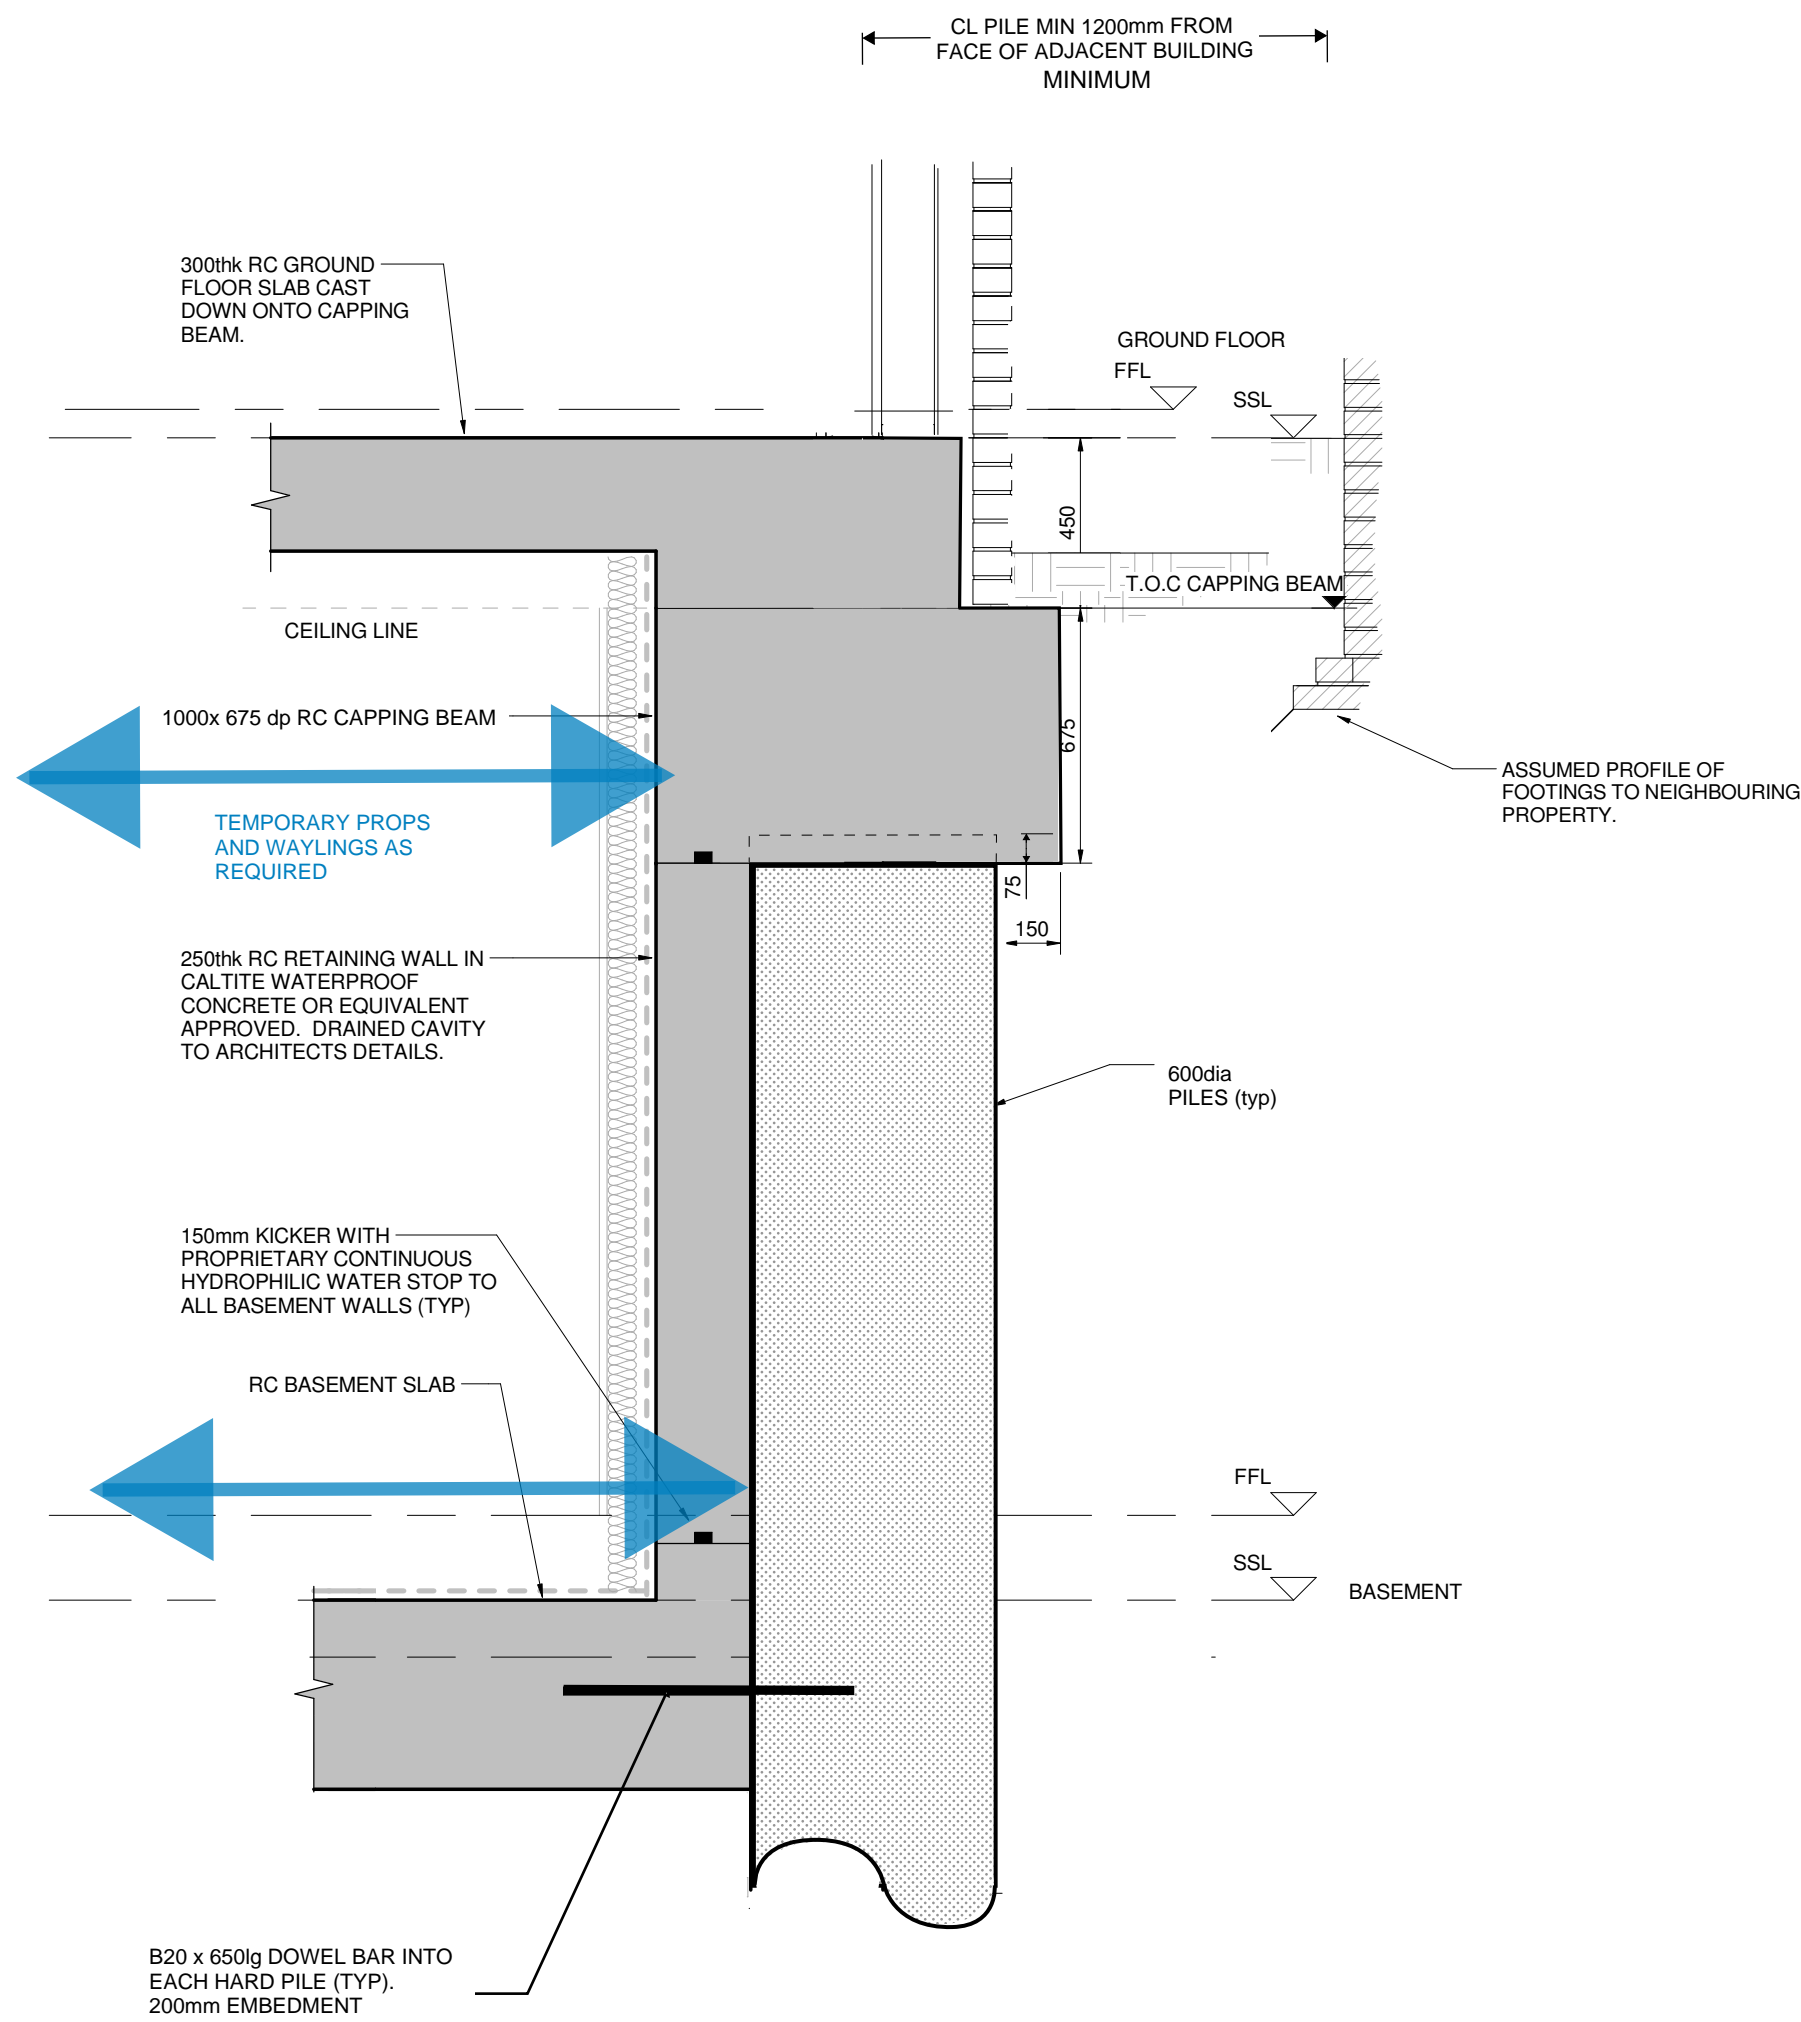 CL PILE MIN 1200mm FROM
FACE OF ADJACENT BUILDING
MINIMUM
300thk RC GROUND
FLOOR SLAB CAST
DOWN ONTO CAPPING
BEAM.
GROUND FLOOR
FFL
SSL
450
T.O.C CAPPING BEAM
CEILING LINE
1000x 675 dp RC CAPPING BEAM
675
ASSUMED PROFILE OF
FOOTINGS TO NEIGHBOURING
PROPERTY.
TEMPORARY PROPS
AND WAYLINGS AS
REQUIRED
75
150
250thk RC RETAINING WALL IN
CALTITE WATERPROOF
CONCRETE OR EQUIVALENT
APPROVED. DRAINED CAVITY
TO ARCHITECTS DETAILS.
600dia
PILES (typ)
150mm KICKER WITH
PROPRIETARY CONTINUOUS
HYDROPHILIC WATER STOP TO
ALL BASEMENT WALLS (TYP)
RC BASEMENT SLAB
FFL
SSL
BASEMENT
B20 x 650lg DOWEL BAR INTO
EACH HARD PILE (TYP).
200mm EMBEDMENT